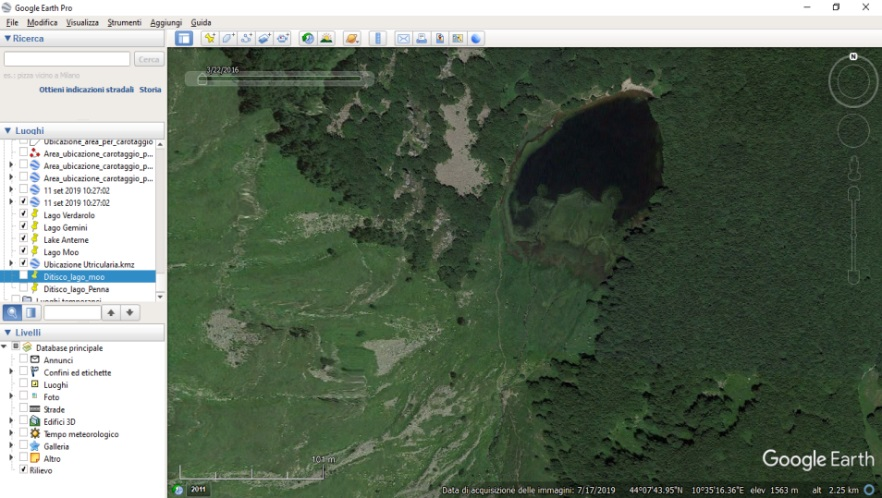 Google Earth Pro
File Modifica Visualizza Strumenti Aggiungi Guida
Ricerca
Cerca
es.: pizza vicino a Milano
Ottieni indicazioni stradali Storia
Luoghi
Ubicazione_area_per_carotaggio
Area_ubicazione_carotaggio_p...
Area_ubicazione_carotaggio_p...
Area_ubicazione_carotaggio_p...
11 set 2019 10:27:02
11 set 2019 10:27:02
Lago Verdarolo
Lago Gemini
Lake Anterne
Lago Moo
Ubicazione Utricularia.kmz
Ditisco_lago_moo
Ditisco_lago_Penna
Luoghi temporanei
Livelli
Database principale
Annunci
Confini ed etichette
Luoghi
Foto
Strade
Edifici 3D
Tempo meteorologico
Galleria
Altro
Rilievo
N
2011
Google Earth
Data di acquisizione delle immagini: 7/17/2019 44°07'43.95"N 10°35'16.36"E elev 1563 m alt 2.25 km